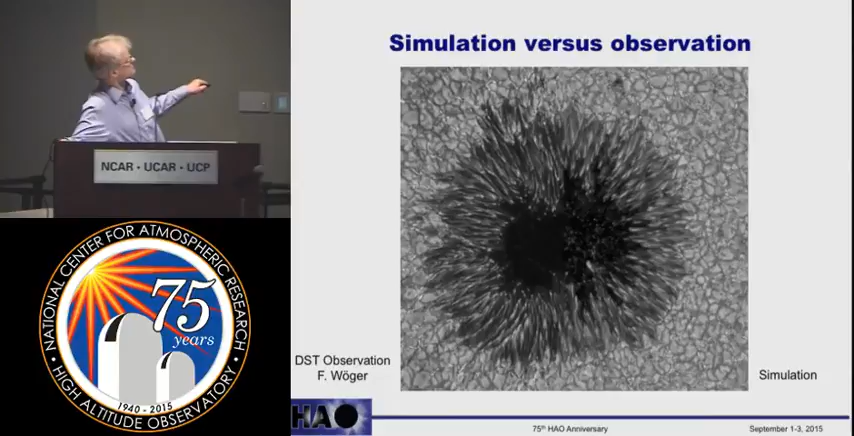 NCAR • UCAR • UCP
NATIONAL CENTER FOR ATMOSPHERIC RESEARCH
75
years
1940 - 2015
• HIGH ALTITUDE OBSERVATORY •
Simulation versus observation
DST Observation
F. Wöger
Simulation
HAO
75th HAO Anniversary
September 1-3, 2015